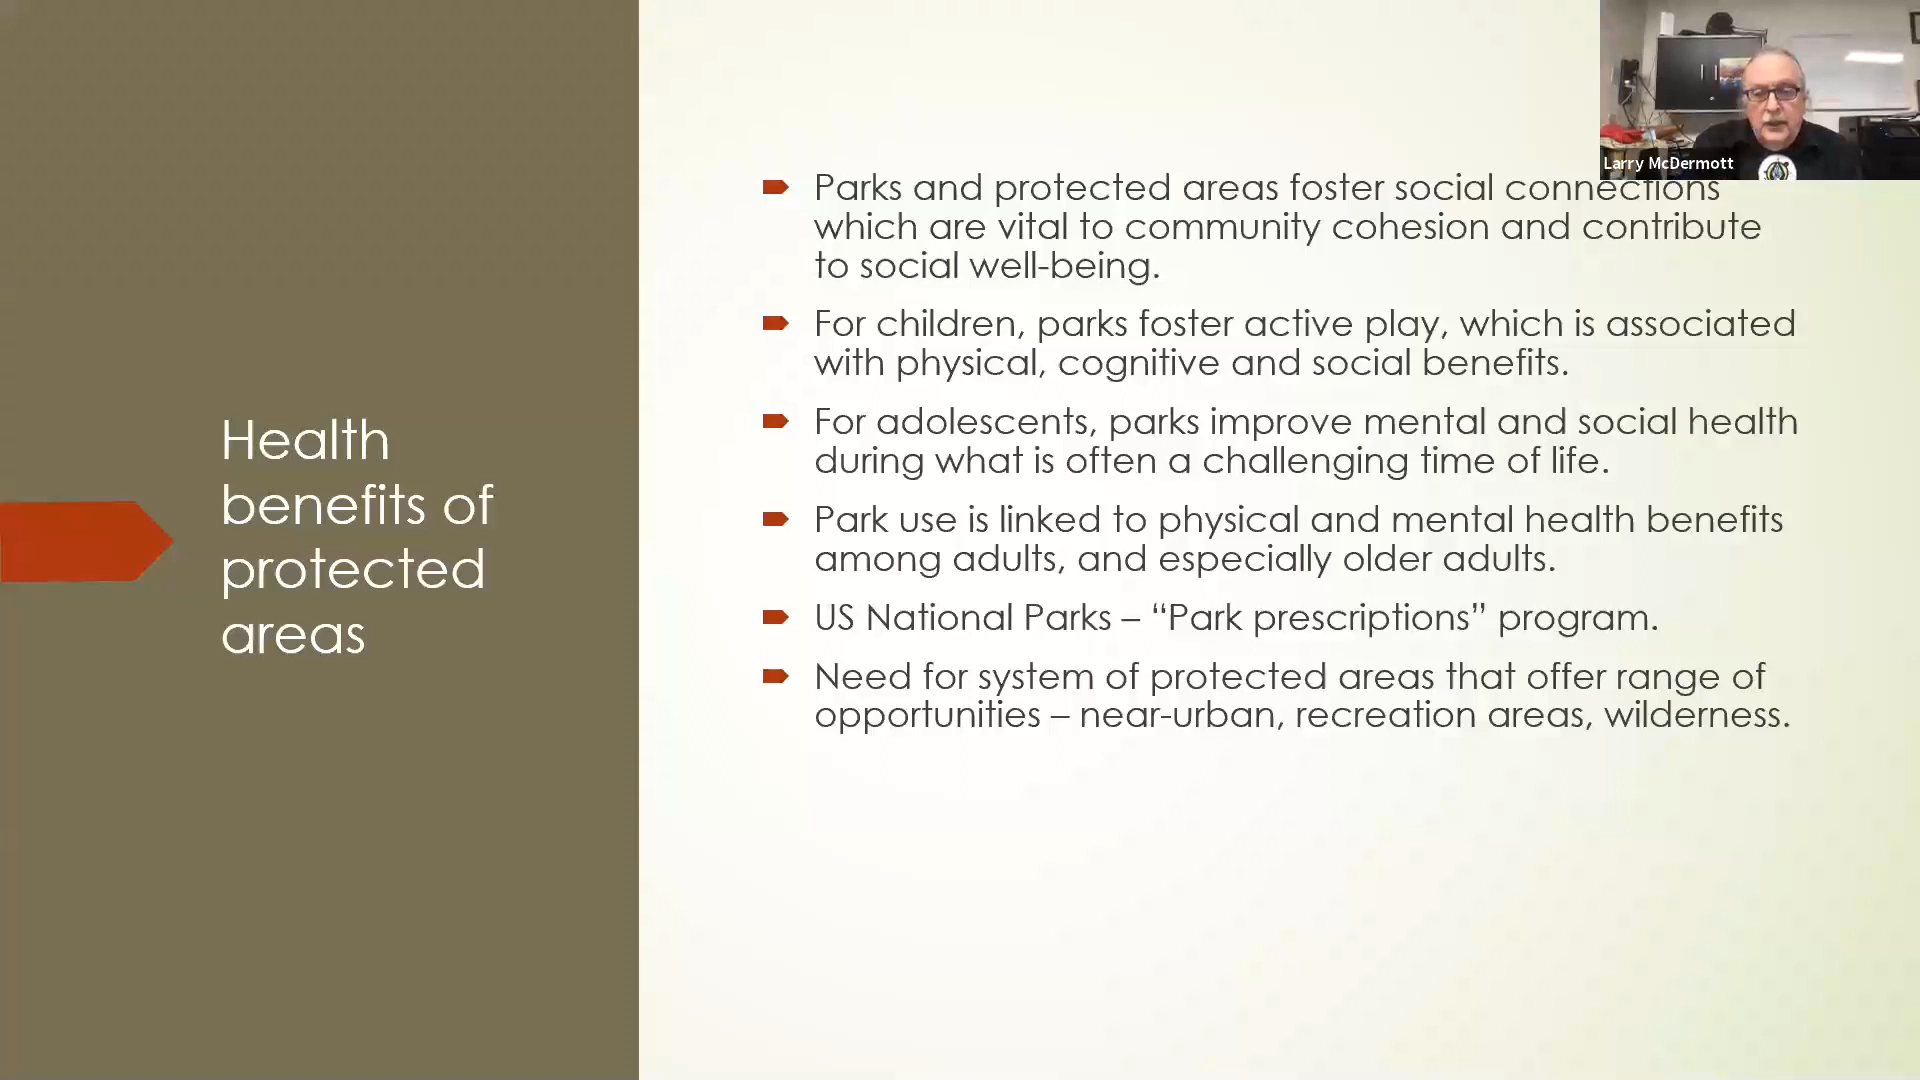 Health
benefits of
protected
areas
Parks and protected areas foster social connections
which are vital to community cohesion and contribute
to social well-being.
For children, parks foster active play, which is associated
with physical, cognitive and social benefits.
For adolescents, parks improve mental and social health
during what is often a challenging time of life.
Park use is linked to physical and mental health benefits
among adults, and especially older adults.
US National Parks – “Park prescriptions” program.
Need for system of protected areas that offer range of
opportunities – near-urban, recreation areas, wilderness.
Larry McDermott